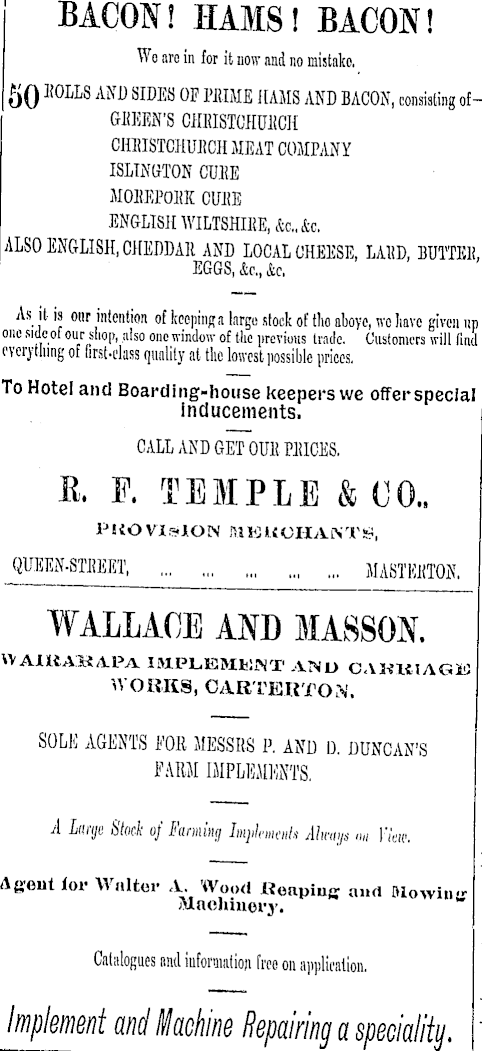 BACON! HAMS! BACON!
We are in for it now and no mistake.
50 ROLLS AND SIDES OF PRIME HAMS AND BACON, consisting of—
GREEN'S CHRISTCHURCH
CHRISTCHURCH MEAT COMPANY
ISLINGTON CURE
MOREPORK CURE
ENGLISH WILTSHIRE, &c., &c.
ALSO ENGLISH, CHEDDAR AND LOCAL CHEESE, LARD, BUTTER,
EGGS, &c., &c.
As it is our intention of keeping a large stock of the above, we have given up
one side of our shop, also one window of the previous trade. Customers will find
everything of first-class quality at the lowest possible prices.
To Hotel and Boarding-house keepers we offer special
inducements.
CALL AND GET OUR PRICES.
R. F. TEMPLE & CO.,
PROVISION MERCHANTS,
QUEEN-STREET, ... ... ... ... ... MASTERTON.
WALLACE AND MASSON.
WAIRARAPA IMPLEMENT AND CARRIAGE
WORKS, CARTERTON.
SOLE AGENTS FOR MESSRS P. AND D. DUNCAN'S
FARM IMPLEMENTS.
A Large Stock of Farming Implements Always on View.
Agent for Walter A. Wood Reaping and Mowing
Machinery.
Catalogues and information free on application.
Implement and Machine Repairing a speciality.